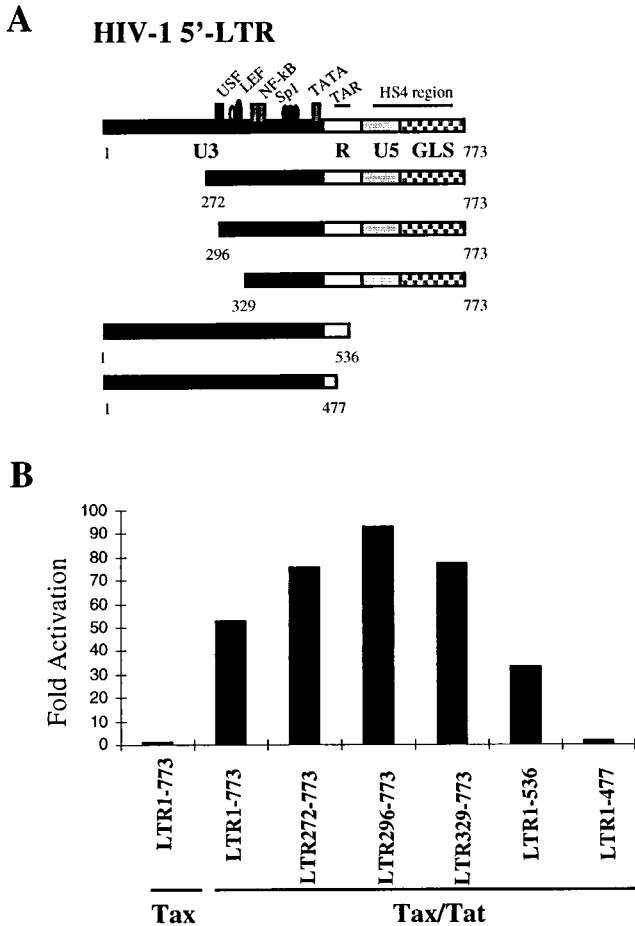 A
HIV-1 5'-LTR
USF LEF NF-kB Sp1 TATA TAR HS4 region
1 U3 R U5 GLS 773
272 773
296 773
329 773
1 536
1 477
B
Fold Activation
100
90
80
70
60
50
40
30
20
10
0
LTR1-773 LTR1-773 LTR272-773 LTR296-773 LTR329-773 LTR1-536 LTR1-477
Tax Tax/Tat